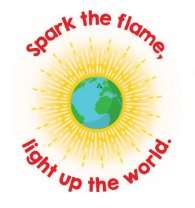 Spark the flame,
light up the world.